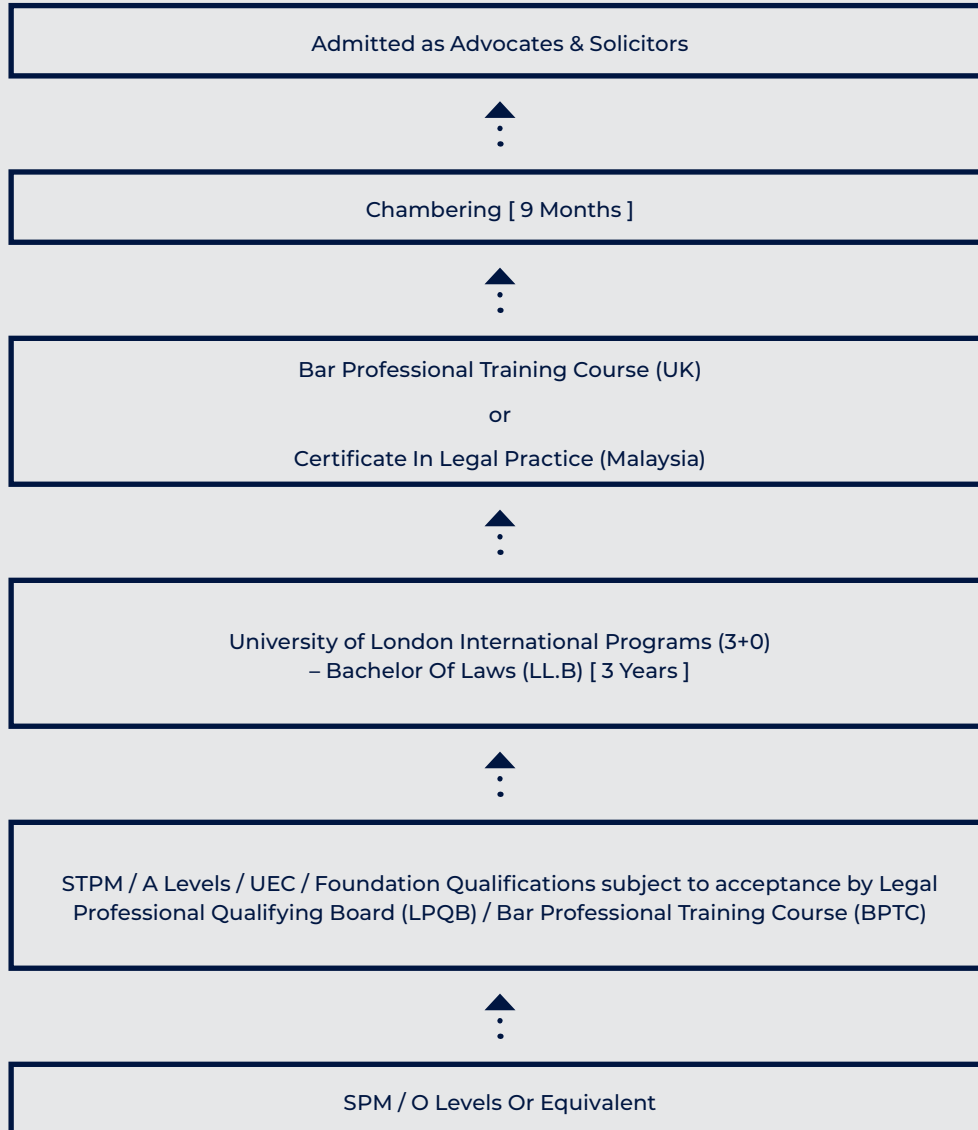 Admitted as Advocates & Solicitors
Chambering [ 9 Months ]
Bar Professional Training Course (UK)
or
Certificate In Legal Practice (Malaysia)
University of London International Programs (3+0)
– Bachelor Of Laws (LL.B) [ 3 Years ]
STPM / A Levels / UEC / Foundation Qualifications subject to acceptance by Legal
Professional Qualifying Board (LPQB) / Bar Professional Training Course (BPTC)
SPM / O Levels Or Equivalent